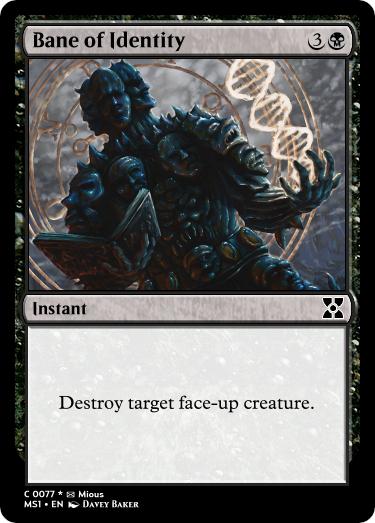 Bane of Identity 3
Instant
Destroy target face-up creature.
C 0077 * Mious
MS1 • EN Davey Baker